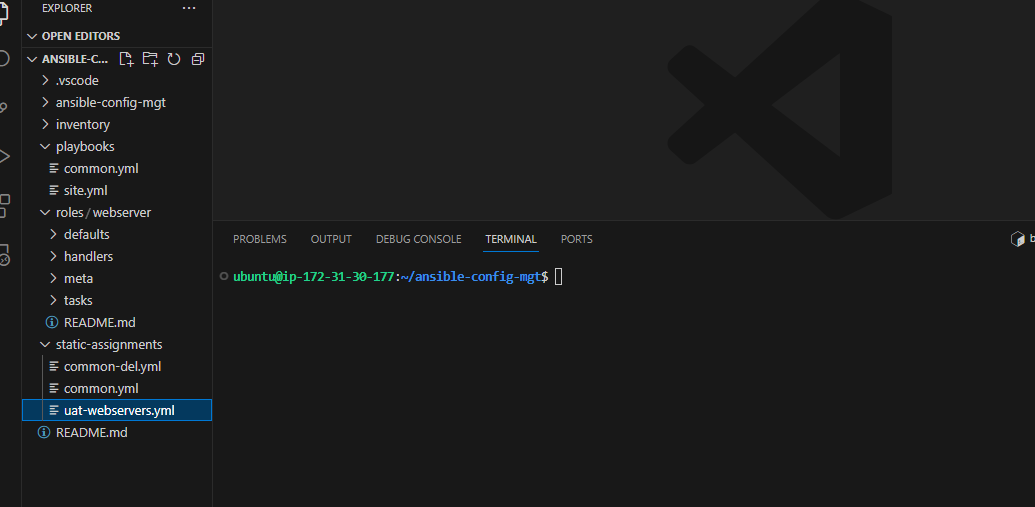 EXPLORER
OPEN EDITORS
ANSIBLE-C...
.vscode
ansible-config-mgt
inventory
playbooks
common.yml
site.yml
roles / webserver
defaults
handlers
meta
tasks
README.md
static-assignments
common-del.yml
common.yml
uat-webservers.yml
README.md
PROBLEMS OUTPUT DEBUG CONSOLE TERMINAL PORTS
ubuntu@ip-172-31-30-177:~/ansible-config-mgt$